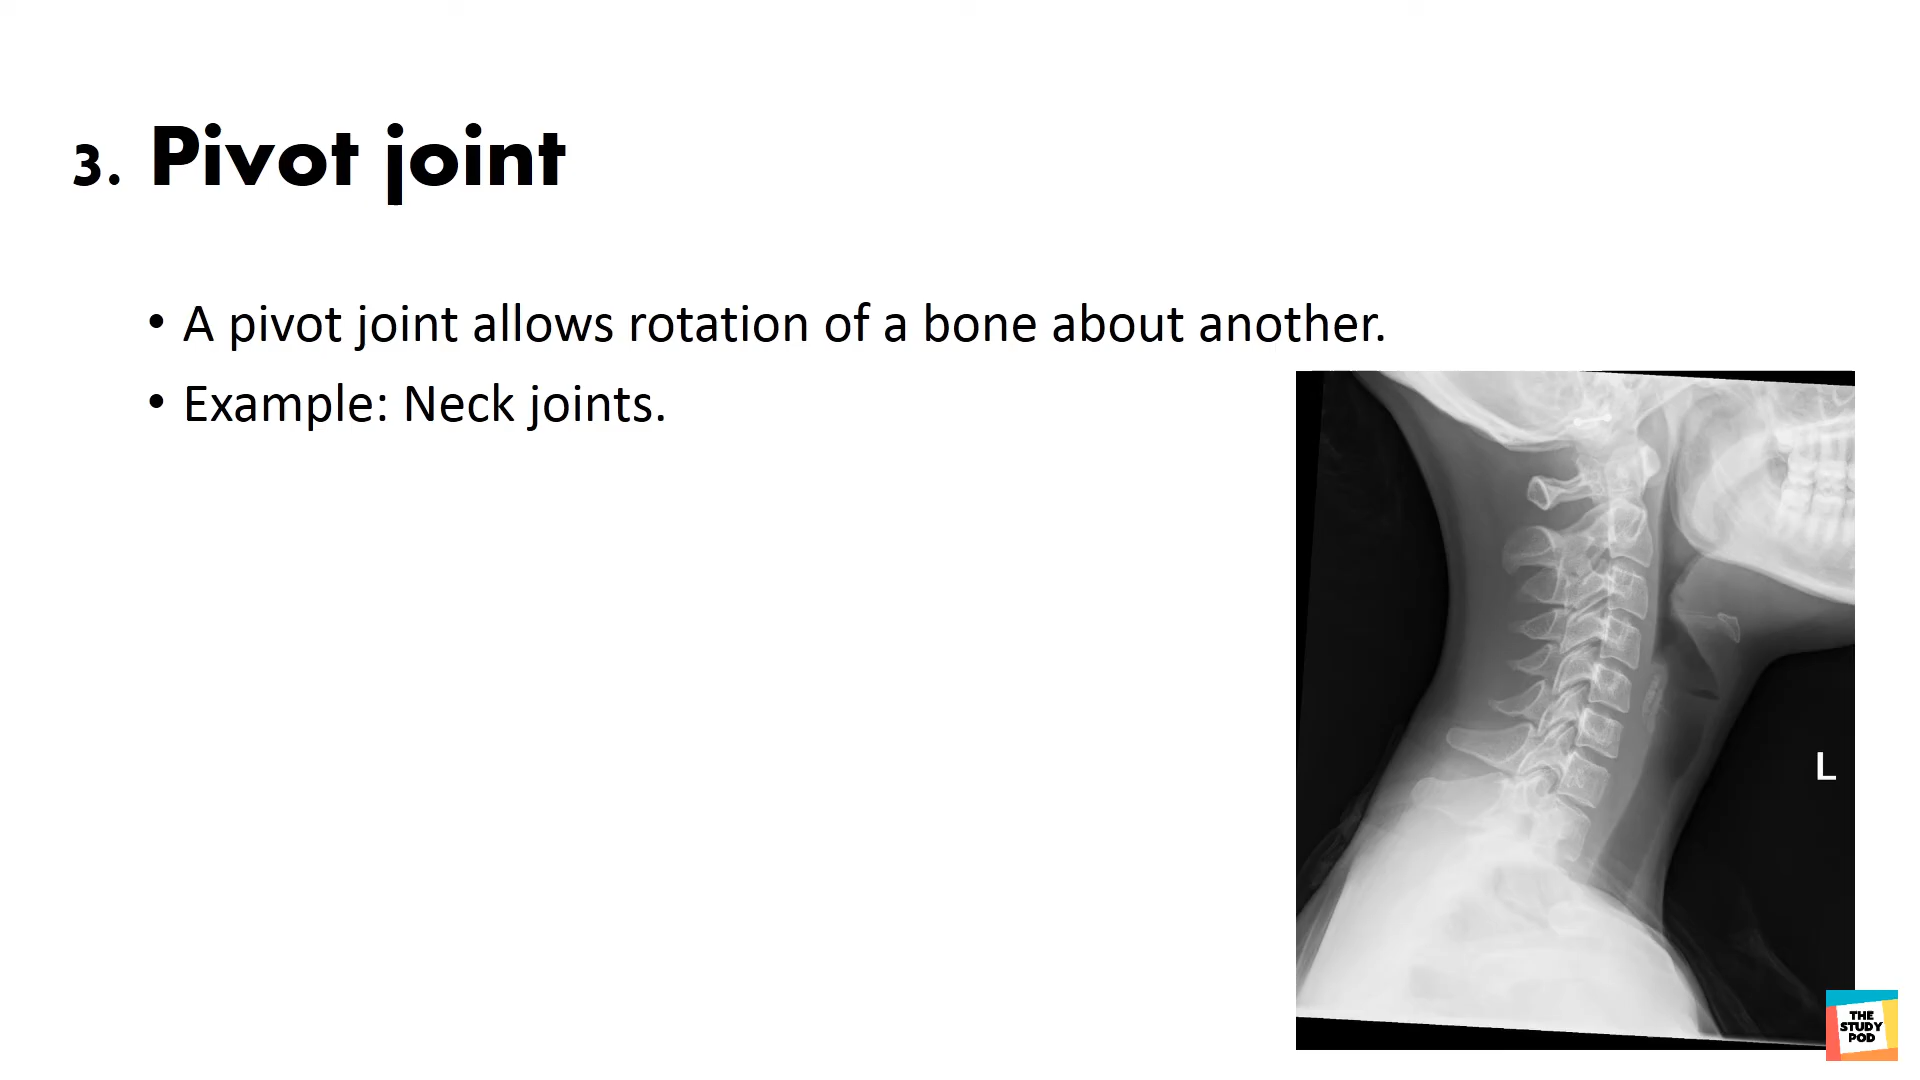 3. Pivot joint
• A pivot joint allows rotation of a bone about another.
• Example: Neck joints.
L
THE
STUDY
POD